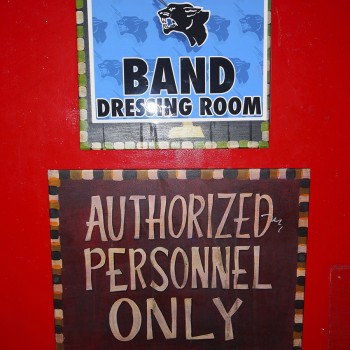 BAND
DRESSING ROOM
AUTHORIZED
PERSONNEL
ONLY